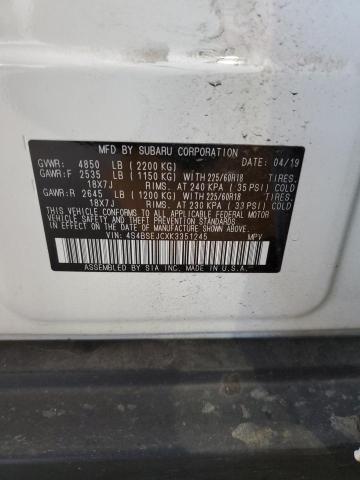 MFD. BY SUBARU CORPORATION
GVWR: 4850 LB (2200 KG) DATE: 04/19
GAWR:F 2535 LB (1150 KG) WITH 225/60R18 TIRES.
18X7J RIMS. AT 240 KPA (35 PSI) COLD
GAWR:R 2645 LB (1200 KG) WITH 225/60R18 TIRES.
18X7J RIMS. AT 230 KPA (33 PSI) COLD
THIS VEHICLE CONFORMS TO ALL APPLICABLE FEDERAL MOTOR
VEHICLE SAFETY BUMPER AND THEFT PREVENTION STANDARDS
IN EFFECT ON THE DATE OF MANUFACTURE SHOWN ABOVE.
VIN: 4S4BSEJCXK3351245 MPV
ASSEMBLED BY SIA INC. MADE IN U.S.A.